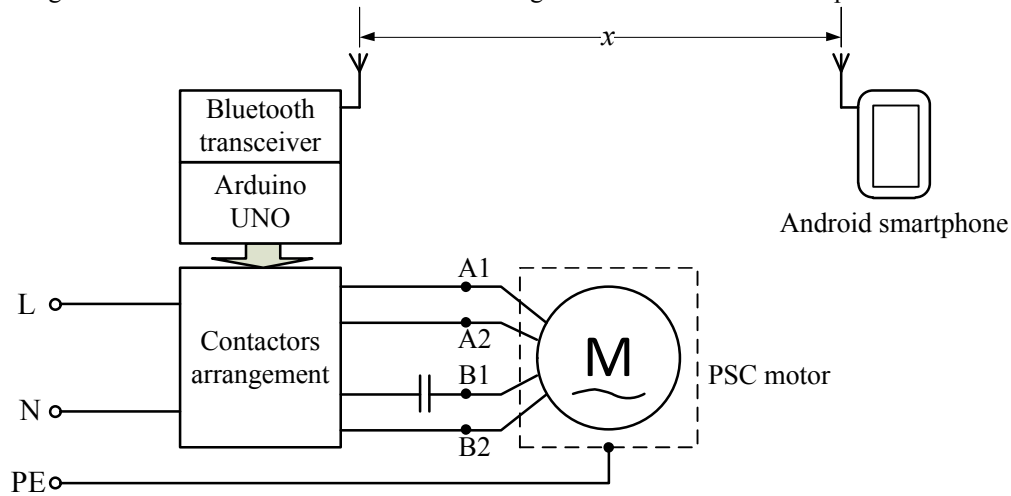 x
Bluetooth
transceiver
Arduino
UNO
Android smartphone
A1
L
A2
Contactors
arrangement
M
PSC motor
B1
N
B2
PE